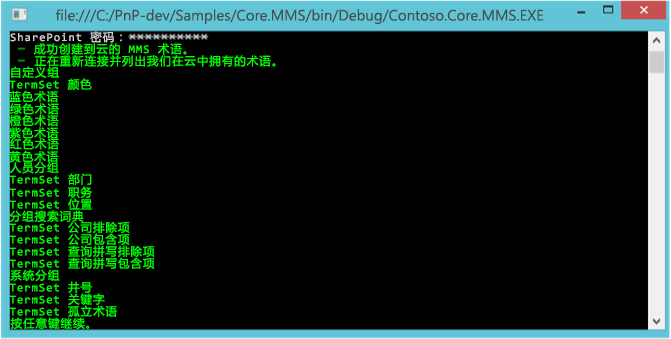 file:///C:/PnP-dev/Samples/Core.MMS/bin/Debug/Contoso.Core.MMS.EXE
SharePoint 密码：**********
- 成功创建到云的 MMS 术语。
- 正在重新连接并列出我们在云中拥有的术语。
自定义组
TermSet 颜色
蓝色术语
绿色术语
橙色术语
紫色术语
红色术语
黄色术语
人员分组
TermSet 部门
TermSet 职务
TermSet 位置
分组搜索词典
TermSet 公司排除项
TermSet 公司包含项
TermSet 查询拼写排除项
TermSet 查询拼写包含项
系统分组
TermSet 井号
TermSet 关键字
TermSet 孤立术语
按任意键继续。